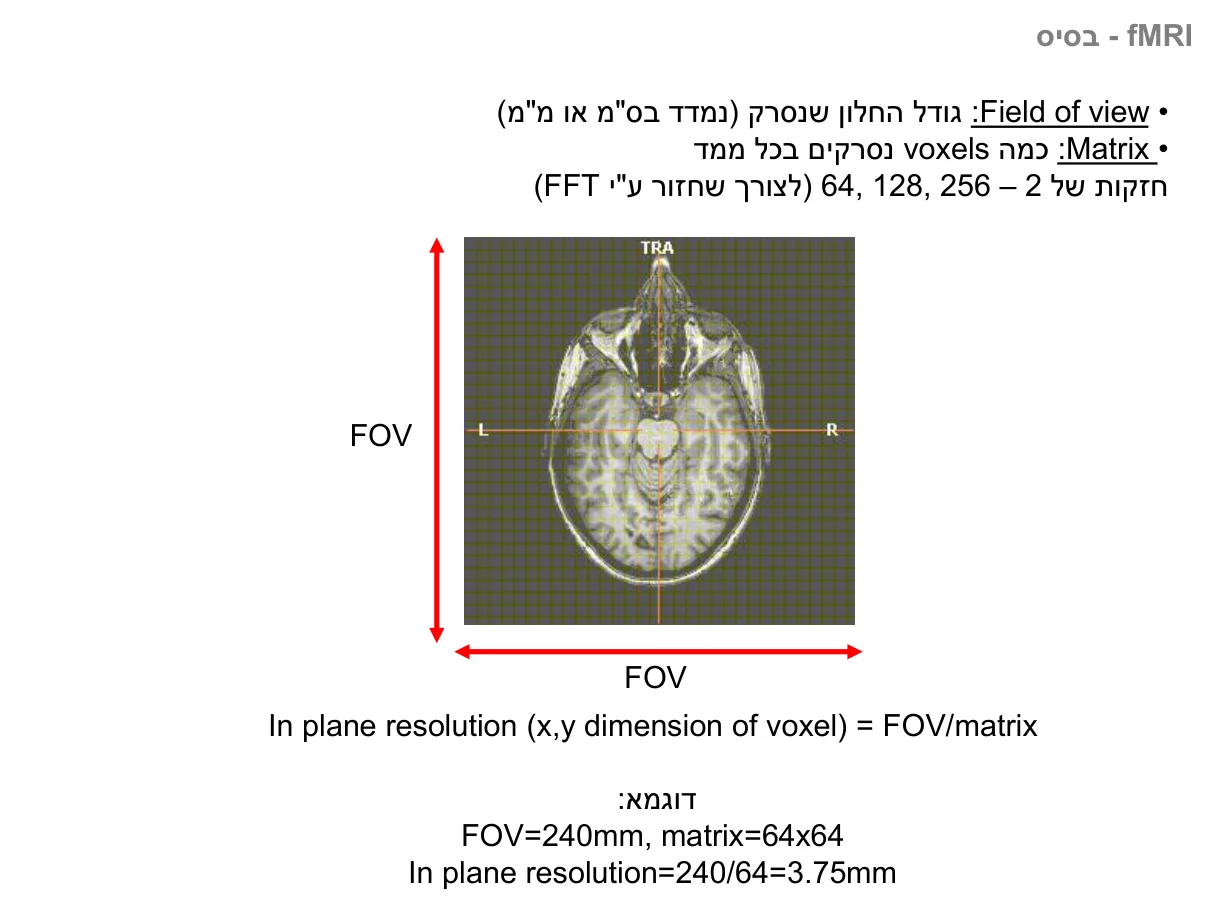 fMRI - בסיס
• Field of view: גודל החלון שנסרק (נמדד בס"מ או מ"מ)
• Matrix: כמה voxels נסרקים בכל ממד
חזקות של 2 – 64, 128, 256 (לצורך שחזור ע"י FFT)
TRA
L
R
FOV
FOV
In plane resolution (x,y dimension of voxel) = FOV/matrix
דוגמא:
FOV=240mm, matrix=64x64
In plane resolution=240/64=3.75mm